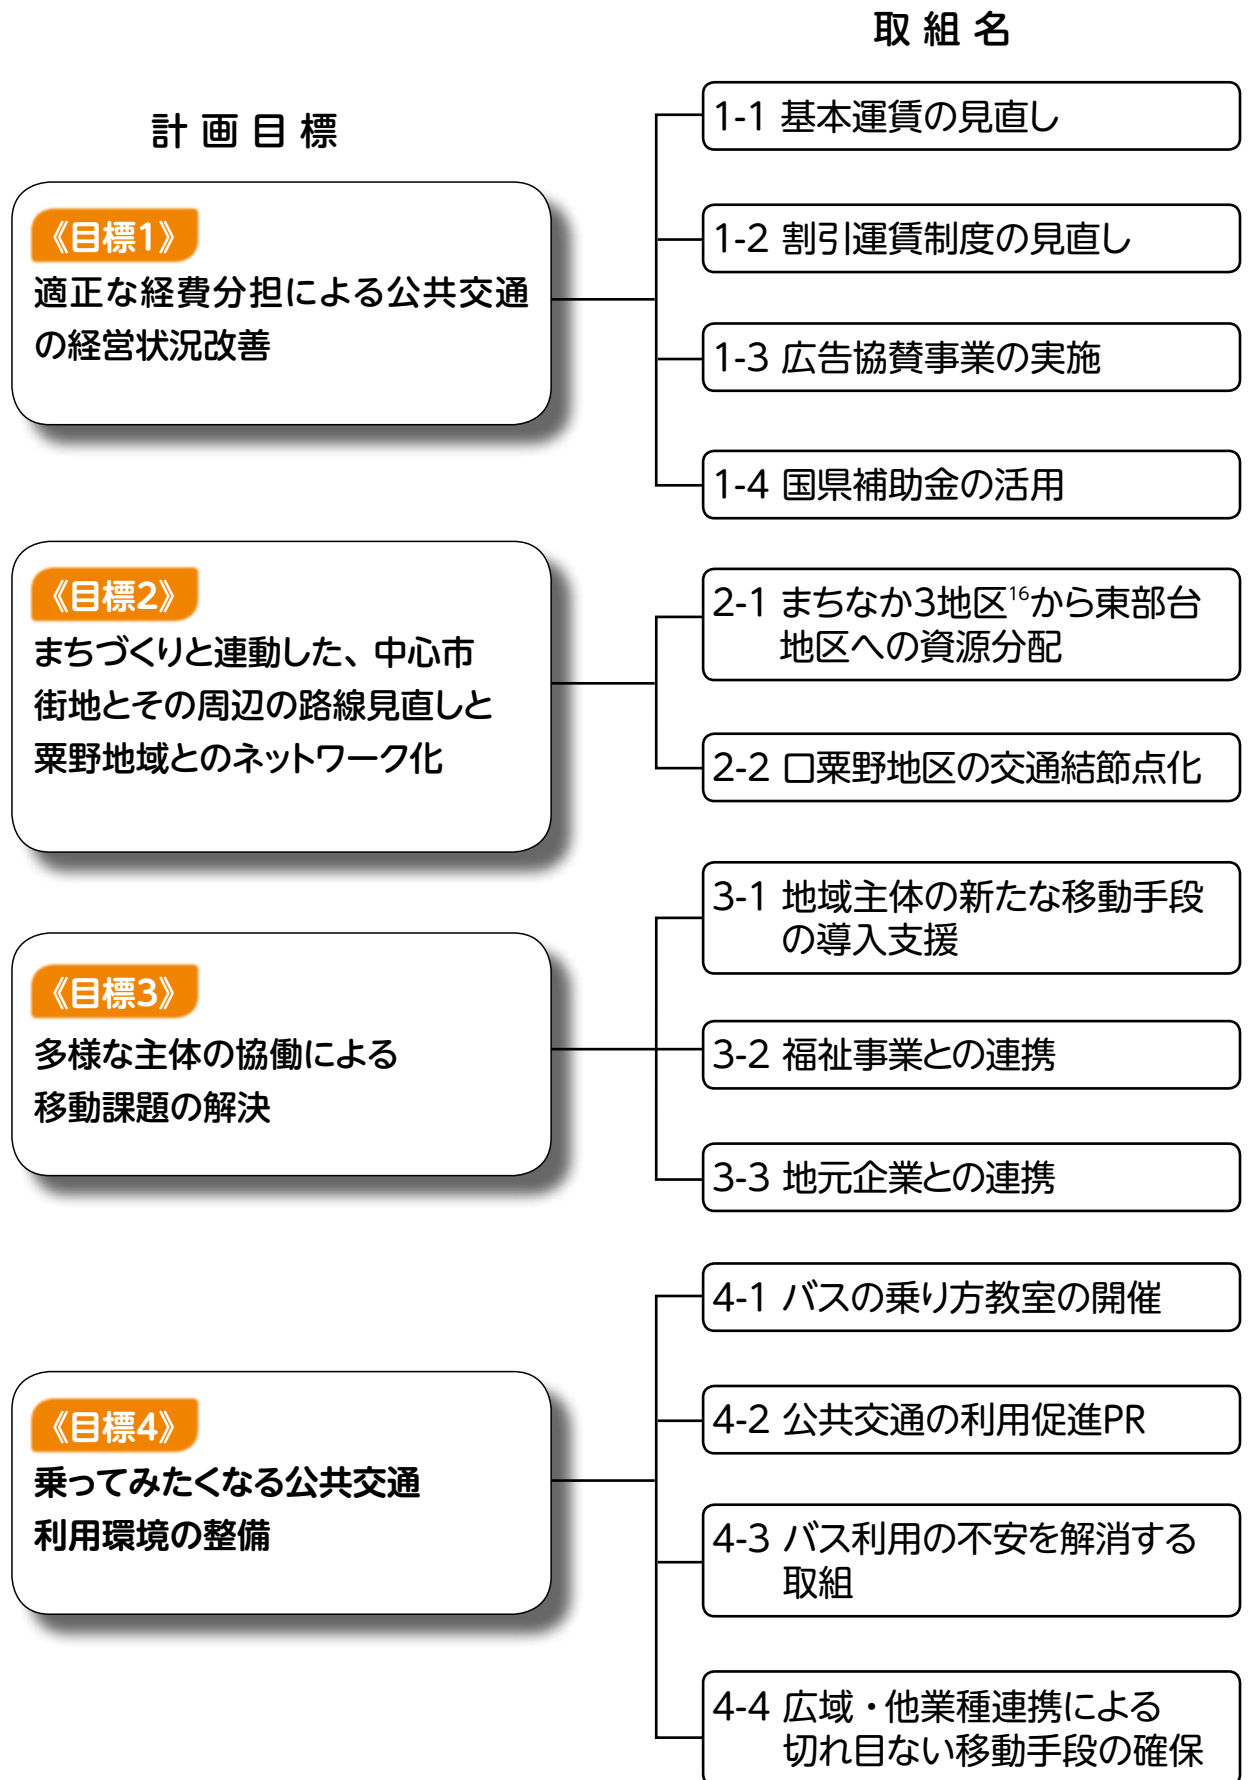 取組名
計画目標
《目標1》
適正な経費分担による公共交通
の経営状況改善
1-1 基本運賃の見直し
1-2 割引運賃制度の見直し
1-3 広告協賛事業の実施
1-4 国県補助金の活用
《目標2》
まちづくりと連動した、中心市
街地とその周辺の路線見直しと
粟野地域とのネットワーク化
2-1 まちなか3地区16から東部台
地区への資源分配
2-2 口粟野地区の交通結節点化
《目標3》
多様な主体の協働による
移動課題の解決
3-1 地域主体の新たな移動手段
の導入支援
3-2 福祉事業との連携
3-3 地元企業との連携
《目標4》
乗ってみたくなる公共交通
利用環境の整備
4-1 バスの乗り方教室の開催
4-2 公共交通の利用促進PR
4-3 バス利用の不安を解消する
取組
4-4 広域・他業種連携による
切れ目ない移動手段の確保